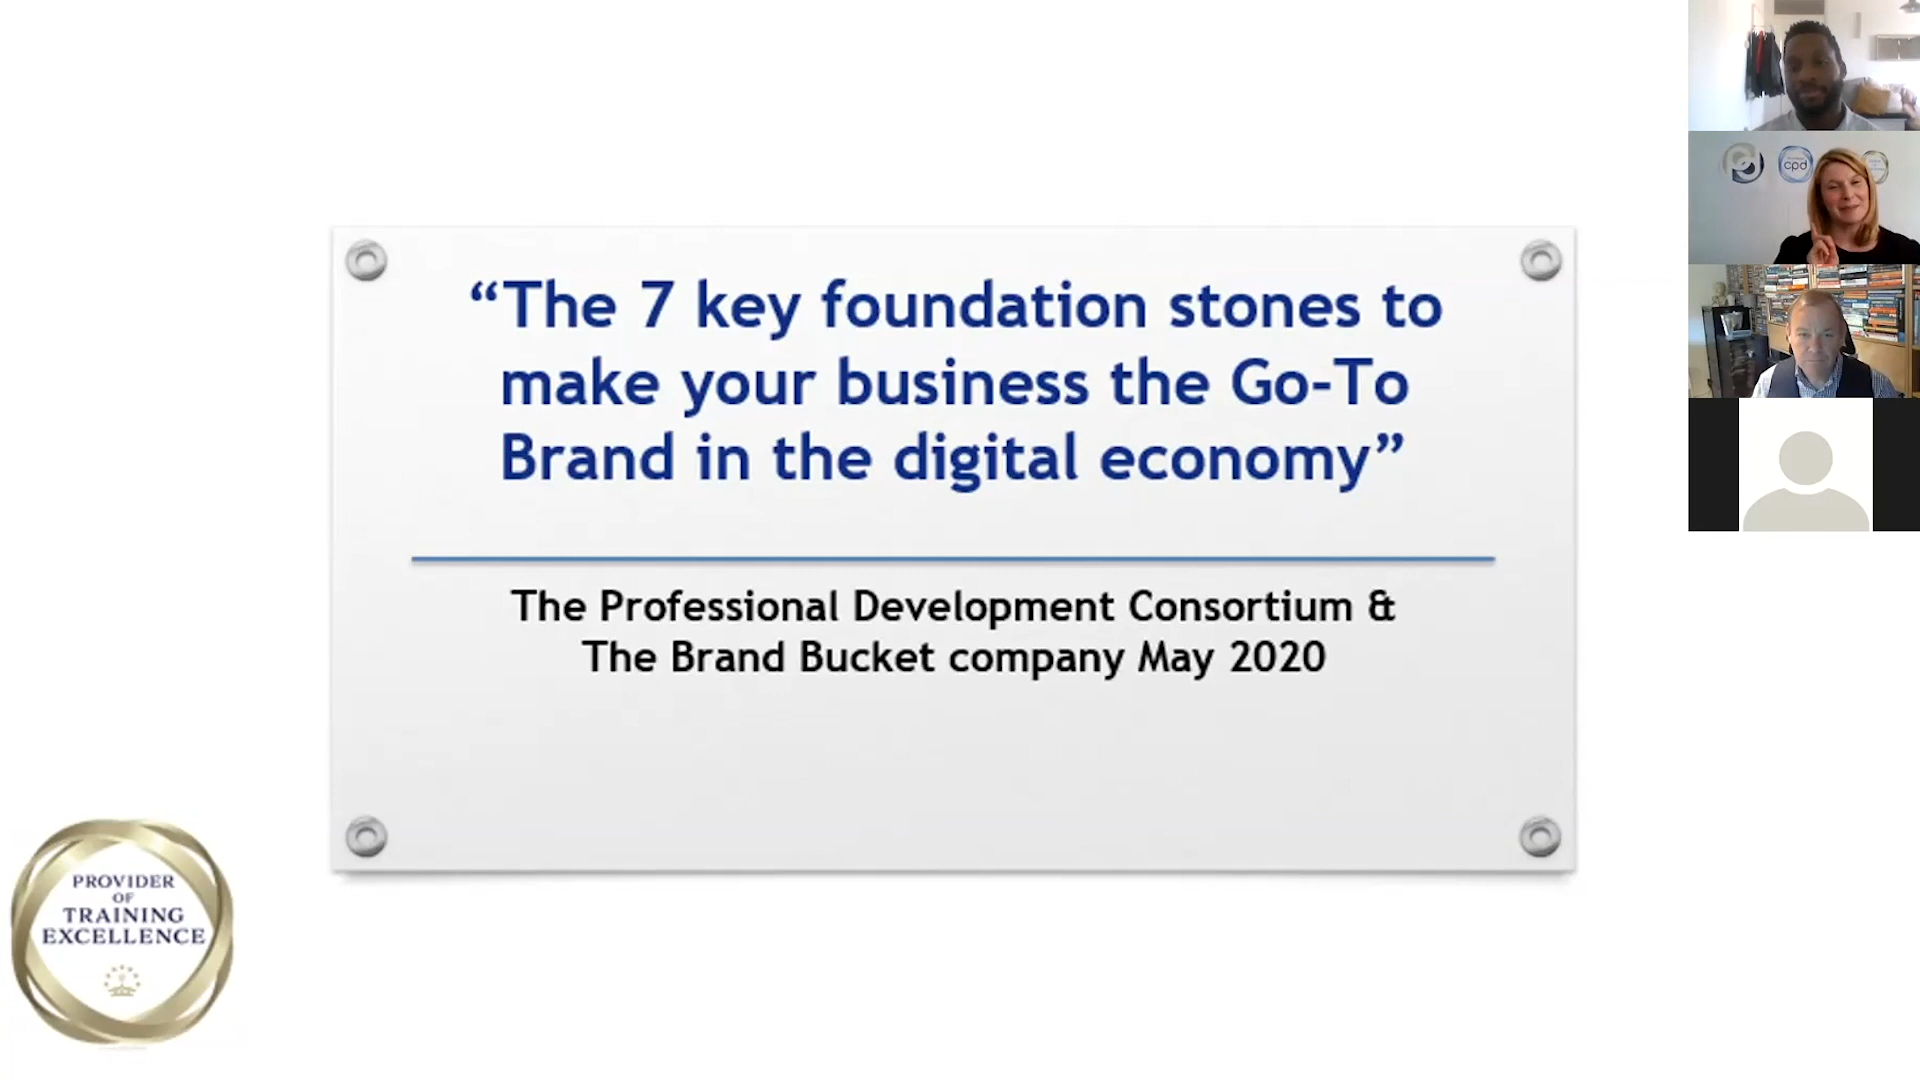 “The 7 key foundation stones to
make your business the Go-To
Brand in the digital economy”
The Professional Development Consortium &
The Brand Bucket company May 2020
PROVIDER
OF
TRAINING
EXCELLENCE
cpd